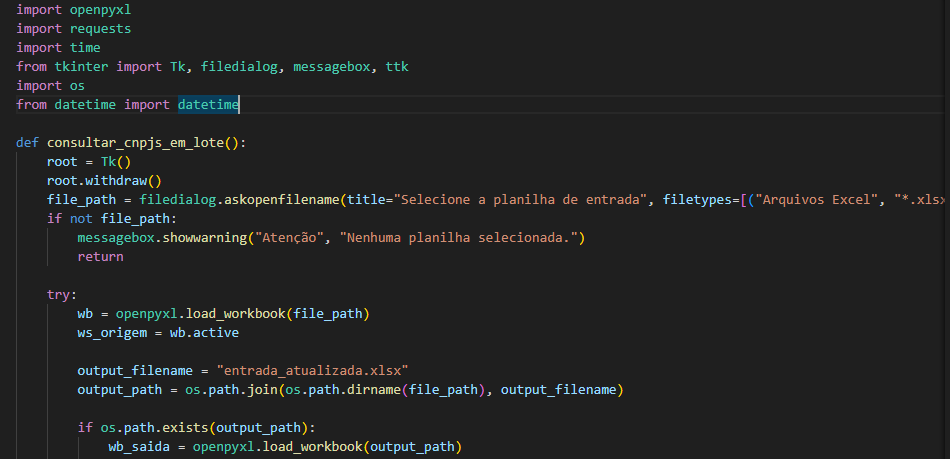 import openpyxl
import requests
import time
from tkinter import Tk, filedialog, messagebox, ttk
import os
from datetime import datetime
def consultar_cnpjs_em_lote():
root = Tk()
root.withdraw()
file_path = filedialog.askopenfilename(title="Selecione a planilha de entrada", filetypes=[("Arquivos Excel", "*.xlsx
if not file_path:
messagebox.showwarning("Atenção", "Nenhuma planilha selecionada.")
return
try:
wb = openpyxl.load_workbook(file_path)
ws_origem = wb.active
output_filename = "entrada_atualizada.xlsx"
output_path = os.path.join(os.path.dirname(file_path), output_filename)
if os.path.exists(output_path):
wb_saida = openpyxl.load_workbook(output_path)